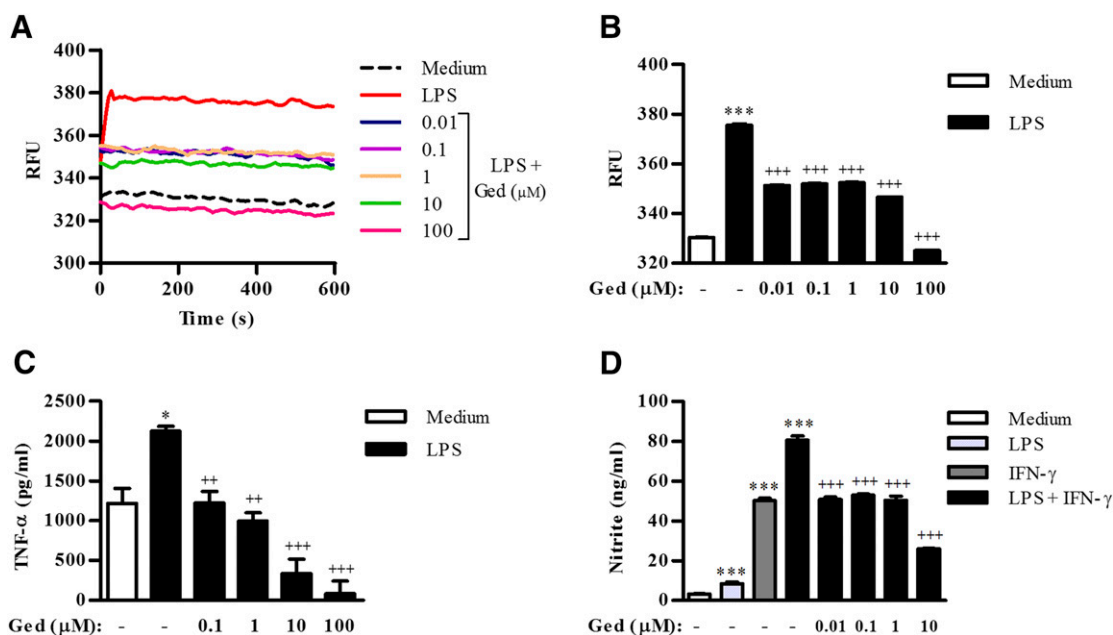 A
400
380
360
340
320
300
RFU
0
200
400
600
Time (s)
Medium
LPS
0.01
0.1
1
10
100
LPS +
Ged (μM)
B
400
380
360
340
320
RFU
***
+++
+++
+++
+++
+++
Ged (μM): - - 0.01 0.1 1 10 100
Medium
LPS
C
2500
2000
1500
1000
500
0
TNF-α (pg/ml)
*
++
++
+++
+++
Ged (μM): - - 0.1 1 10 100
Medium
LPS
D
100
80
60
40
20
0
Nitrite (ng/ml)
***
***
***
+++
+++
+++
+++
Ged (μM): - - - - 0.01 0.1 1 10
Medium
LPS
IFN-γ
LPS + IFN-γ